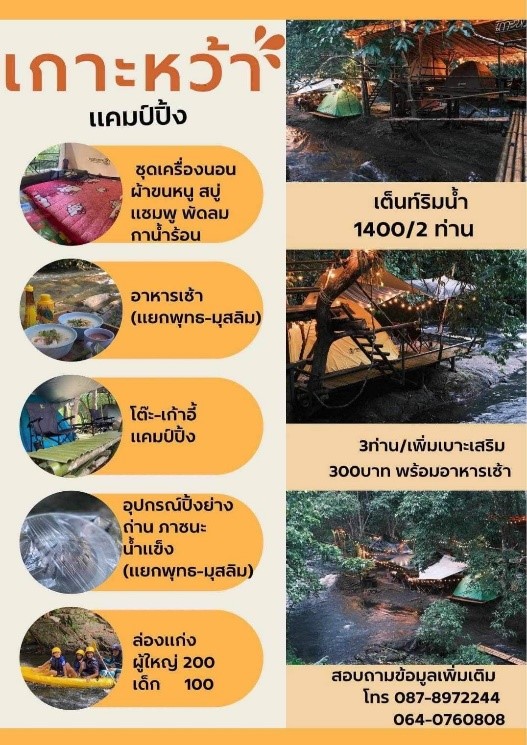 เกาะหว้า
แคมป์ปิ้ง
ชุดเครื่องนอน
ผ้าขนหนู สบู่
แชมพู พัดลม
กาน้ำร้อน
อาหารเช้า
(แยกพุทธ-มุสลิม)
โต๊ะ-เก้าอี้
แคมป์ปิ้ง
อุปกรณ์ปิ้งย่าง
ถ่าน ภาชนะ
น้ำแข็ง
(แยกพุทธ-มุสลิม)
ล่องแก่ง
ผู้ใหญ่ 200
เด็ก 100
เต็นท์ริมน้ำ
1400/2 ท่าน
3ท่าน/เพิ่มเบาะเสริม
300บาท พร้อมอาหารเช้า
สอบถามข้อมูลเพิ่มเติม
โทร 087-8972244
064-0760808